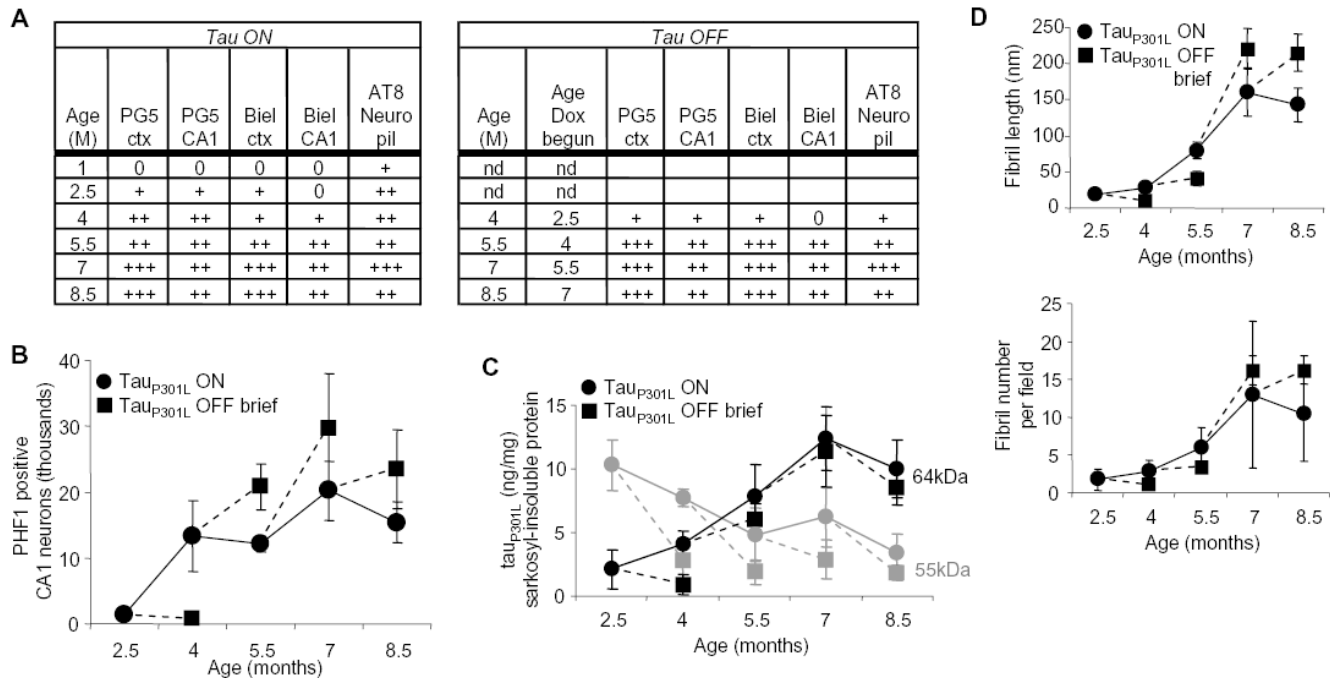 A
Tau ON
Age (M) PG5 ctx PG5 CA1 Biel ctx Biel CA1 AT8 Neuro pil
1 0 0 0 0 +
2.5 + + + 0 ++
4 ++ ++ + + ++
5.5 ++ ++ ++ ++ ++
7 +++ ++ +++ ++ +++
8.5 +++ ++ +++ ++ ++
Tau OFF
Age (M) Age Dox begun PG5 ctx PG5 CA1 Biel ctx Biel CA1 AT8 Neuro pil
nd nd
nd nd
4 2.5 + + + 0 +
5.5 4 +++ ++ +++ ++ ++
7 5.5 +++ ++ +++ ++ +++
8.5 7 +++ ++ +++ ++ ++
B
PHF1 positive
CA1 neurons (thousands)
40
30
20
10
0
TauP301L ON
TauP301L OFF brief
2.5 4 5.5 7 8.5
Age (months)
C
tauP301L (ng/mg)
sarkosyl-insoluble protein
15
10
5
0
TauP301L ON
TauP301L OFF brief
64kDa
55kDa
2.5 4 5.5 7 8.5
Age (months)
D
Fibril length (nm)
250
200
150
100
50
0
TauP301L ON
TauP301L OFF
brief
2.5 4 5.5 7 8.5
Age (months)
Fibril number
per field
25
20
15
10
5
0
2.5 4 5.5 7 8.5
Age (months)